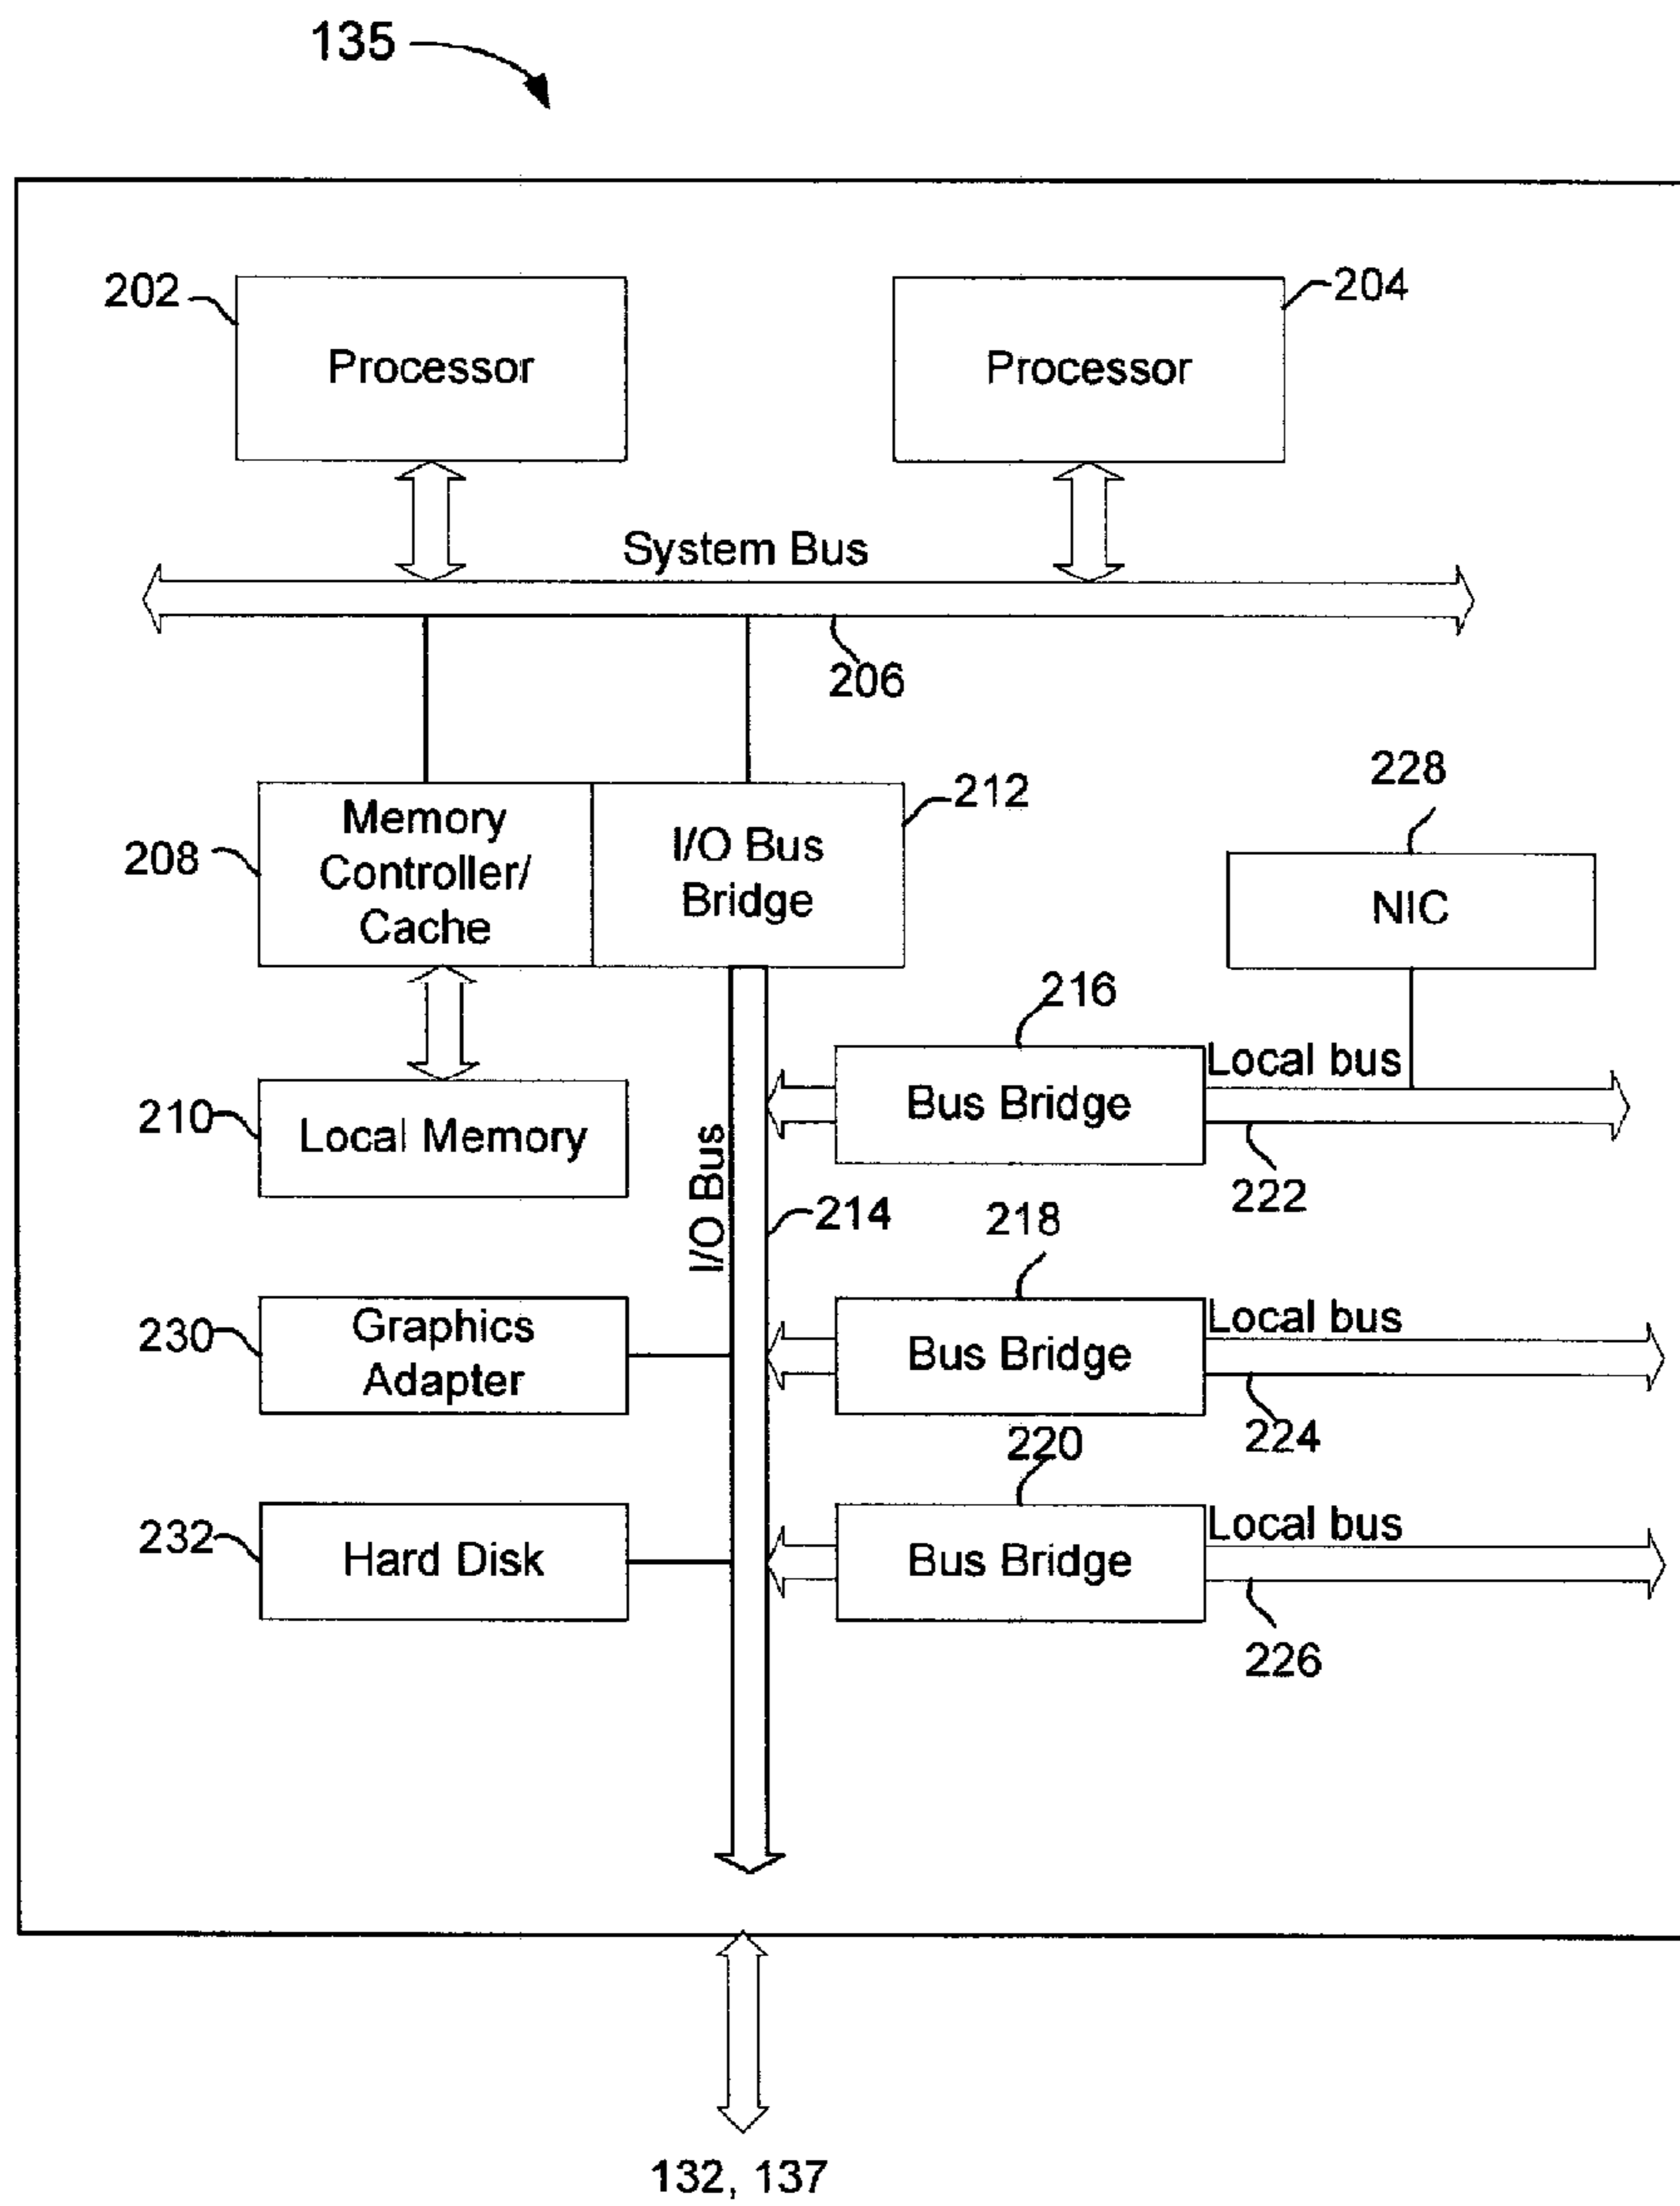 135
202
Processor
204
Processor
System Bus
206
208
Memory
Controller/
Cache
212
I/O Bus
Bridge
228
NIC
210
Local Memory
I/O Bus
214
216
Bus Bridge
Local bus
222
230
Graphics
Adapter
218
Bus Bridge
Local bus
224
232
Hard Disk
220
Bus Bridge
Local bus
226
132, 137